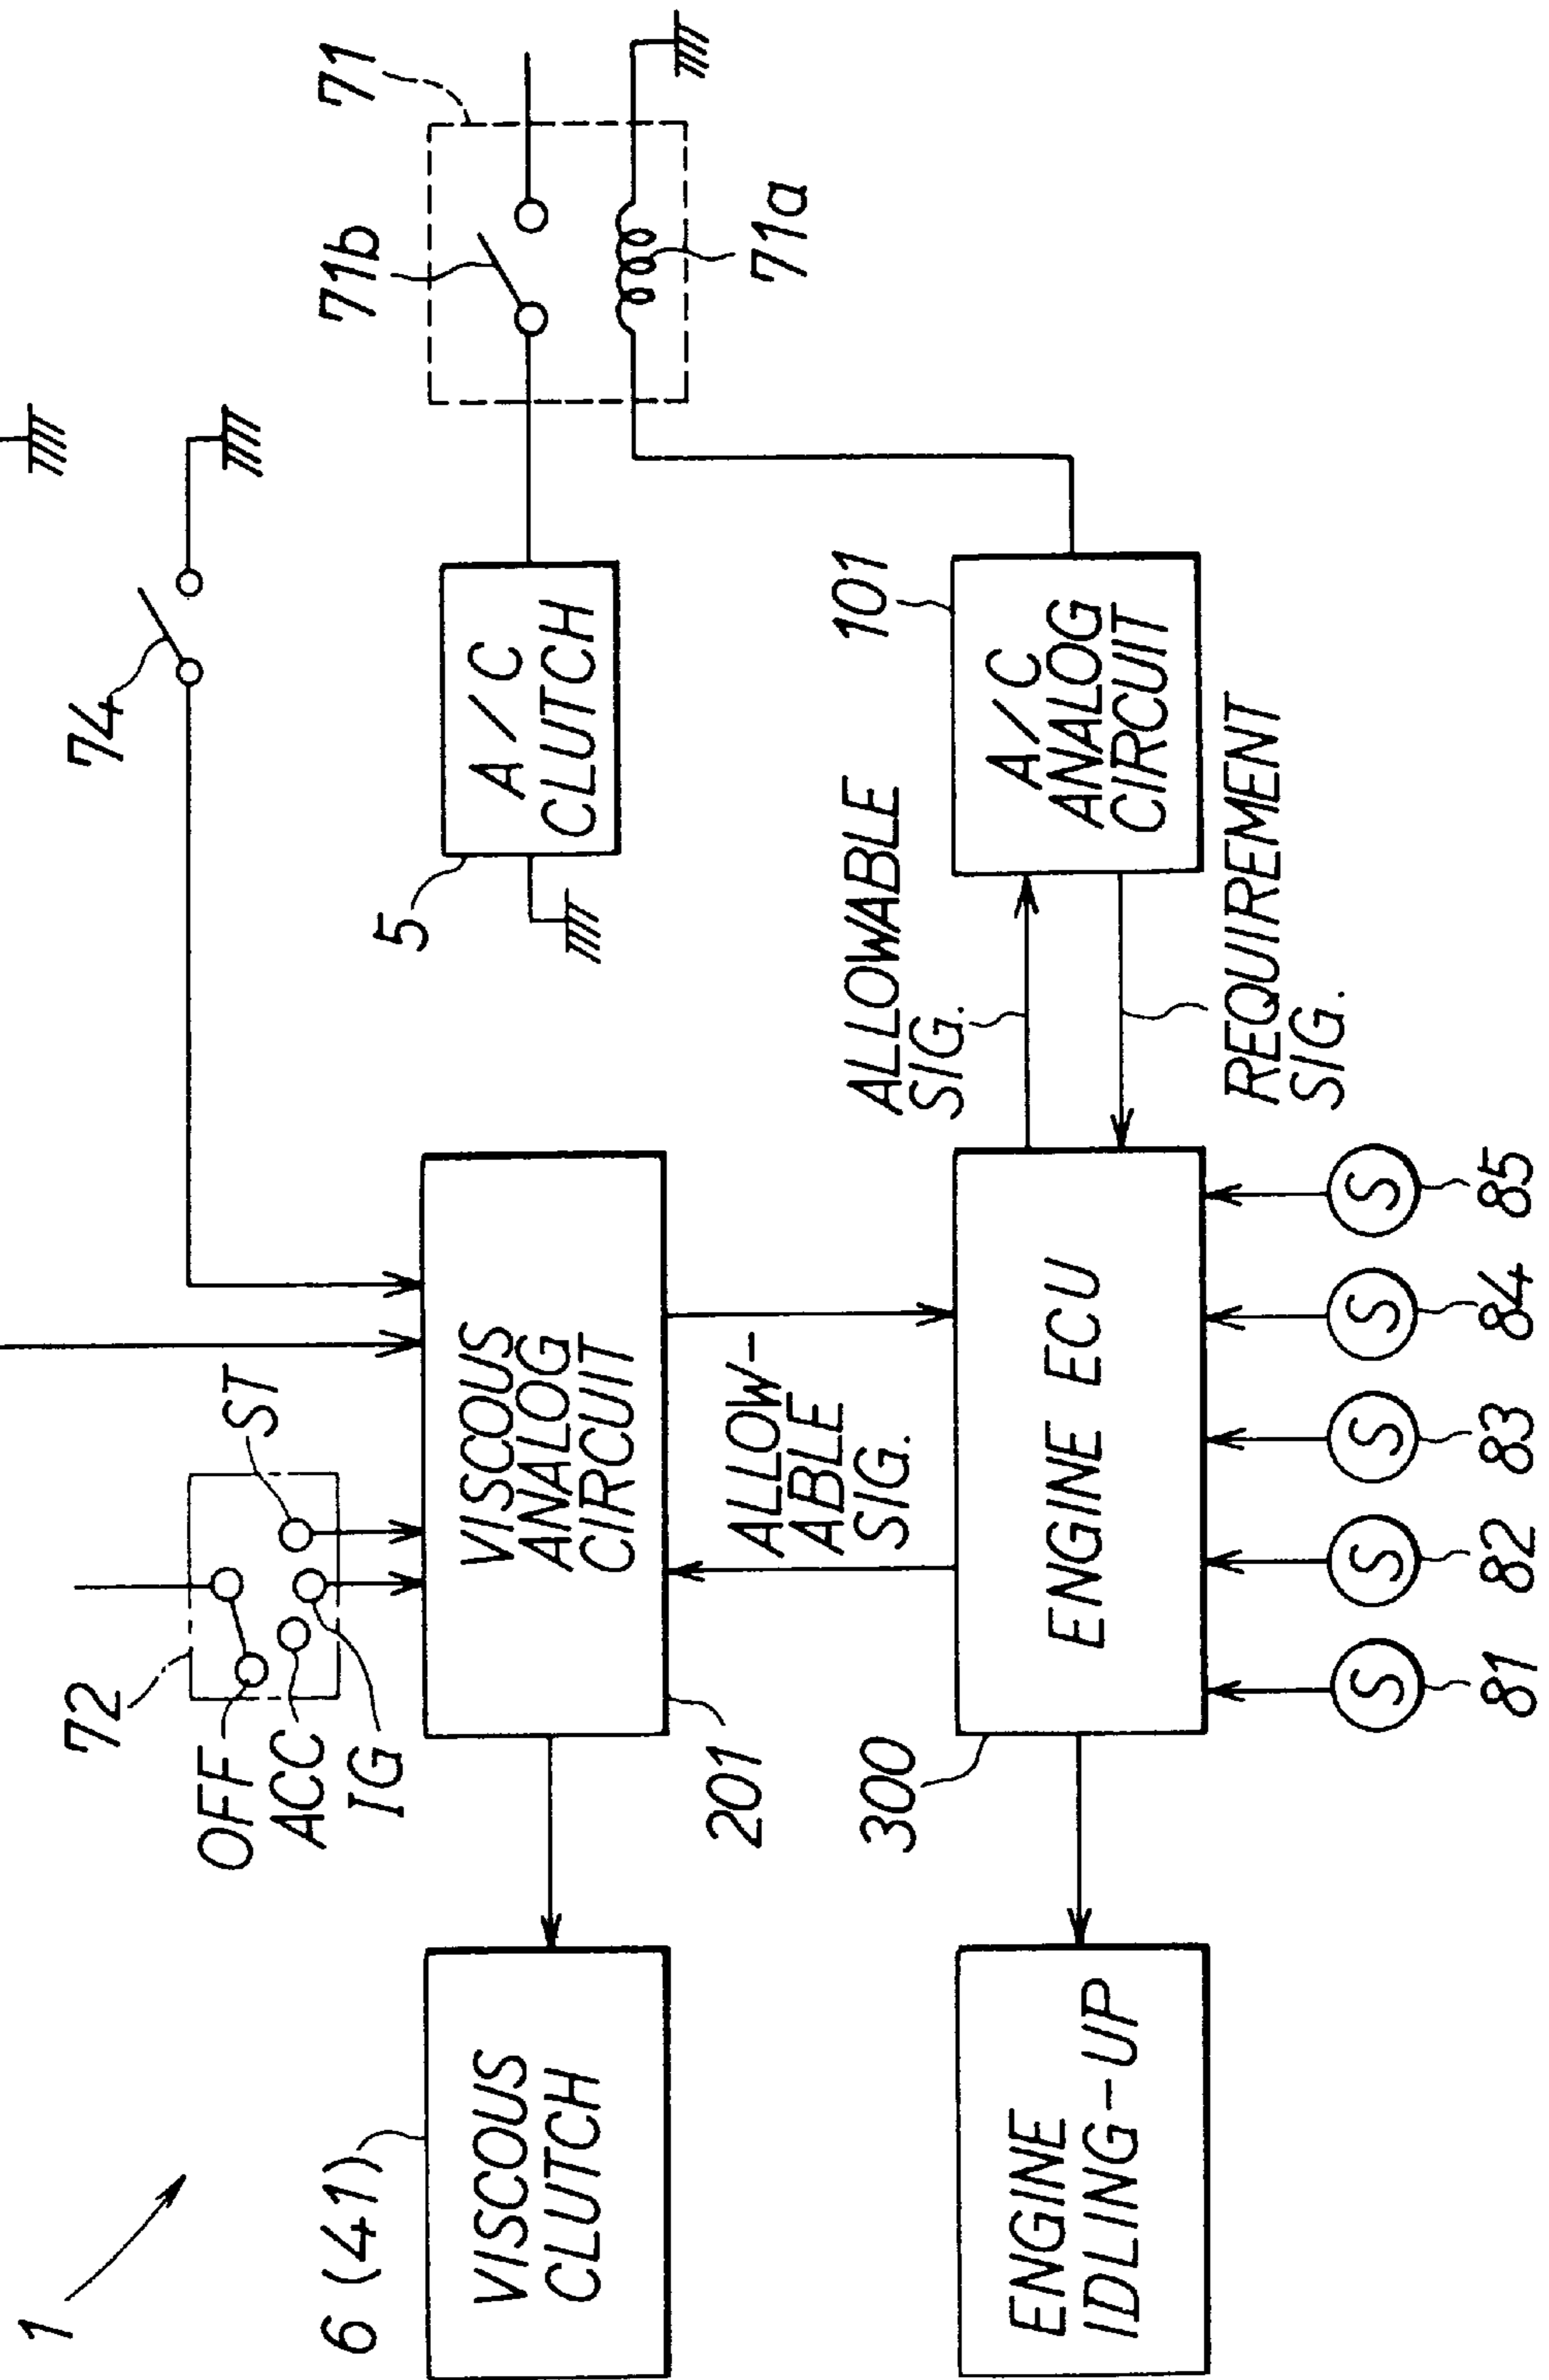 1
72
OFF
ACC
IG
ST
74
6 (41)
VISCOUS
CLUTCH
VISCOUS
ANALOG
CIRCUIT
201
5
A/C
CLUTCH
71
71b
71a
ALLOW-
ABLE
SIG.
ALLOWABLE
SIG.
REQUIREMENT
SIG.
101
A/C
ANALOG
CIRCUIT
300
ENGINE ECU
ENGINE
IDLING-UP
S
S
S
S
S
81
82
83
84
85